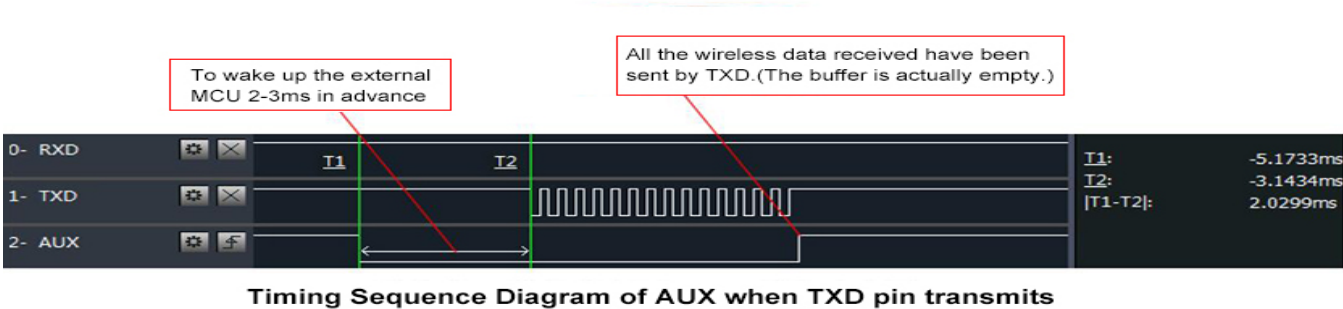 To wake up the external
MCU 2-3ms in advance
All the wireless data received have been
sent by TXD.(The buffer is actually empty.)
0- RXD
T1
T2
T1: -5.1733ms
T2: -3.1434ms
|T1-T2|: 2.0299ms
1- TXD
2- AUX
Timing Sequence Diagram of AUX when TXD pin transmits